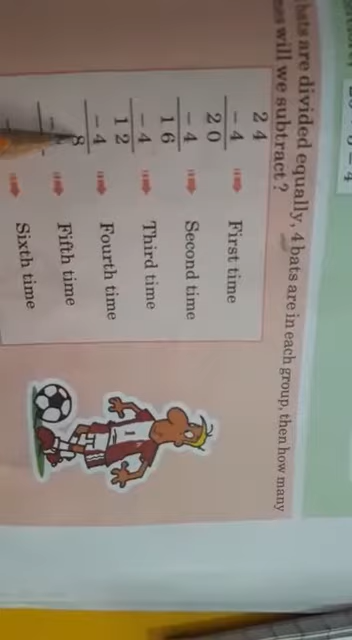 bats are divided equally, 4 bats are in each group, then how many
will we subtract ?
24
- 4 First time
20
- 4 Second time
16
- 4 Third time
12
- 4 Fourth time
8
Fifth time
Sixth time
1